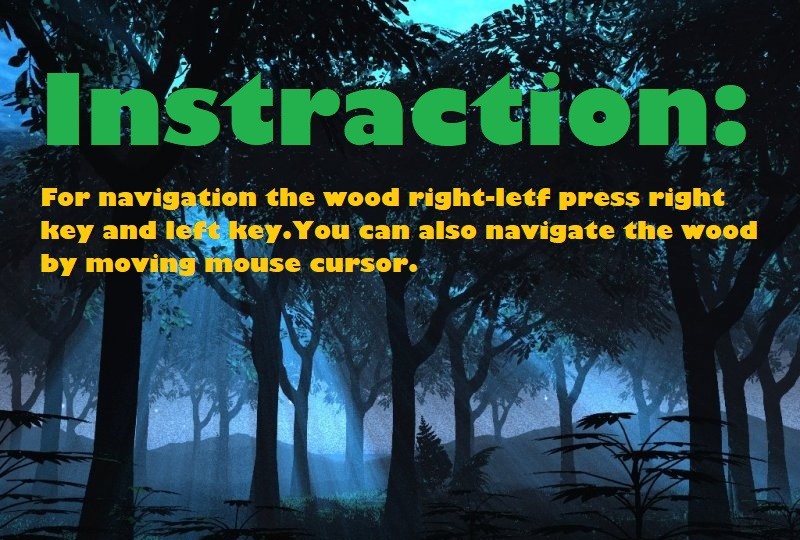 Instraction:
For navigation the wood right-letf press right
key and left key.You can also navigate the wood
by moving mouse cursor.